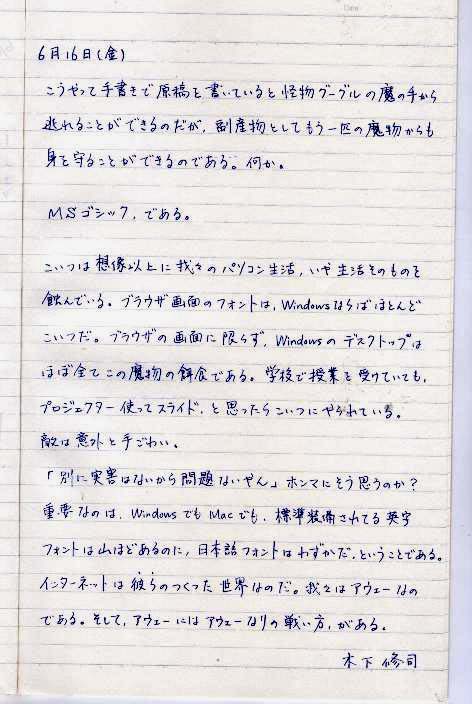 6月16日(金)
こうやって手書きで原稿を書いていると怪物グーグルの魔の手から
逃れることができるのだが、副産物としてもう一匹の魔物からも
身を守ることができるのである。何か。
MSゴシック、である。
こいつは想像以上に我々のパソコン生活、いや生活そのものを
蝕んでいる。ブラウザ画面のフォントは、Windowsならばほとんど
こいつだ。ブラウザの画面に限らず、Windowsのデスクトップは
ほぼ全てこの魔物の餌食である。学校で授業を受けていても、
プロジェクター使ってスライド、と思ったらこいつにやられている。
敵は意外と手ごわい。
「別に実害はないから問題ないやん」ホンマにそう思うのか?
重要なのは、WindowsでもMacでも、標準装備されてる英字
フォントは山ほどあるのに、日本語フォントはわずかだ、ということである。
インターネットは彼らのつくった世界なのだ。我々はアウェーなの
である。そして、アウェーにはアウェーなりの戦い方、がある。
木下修司